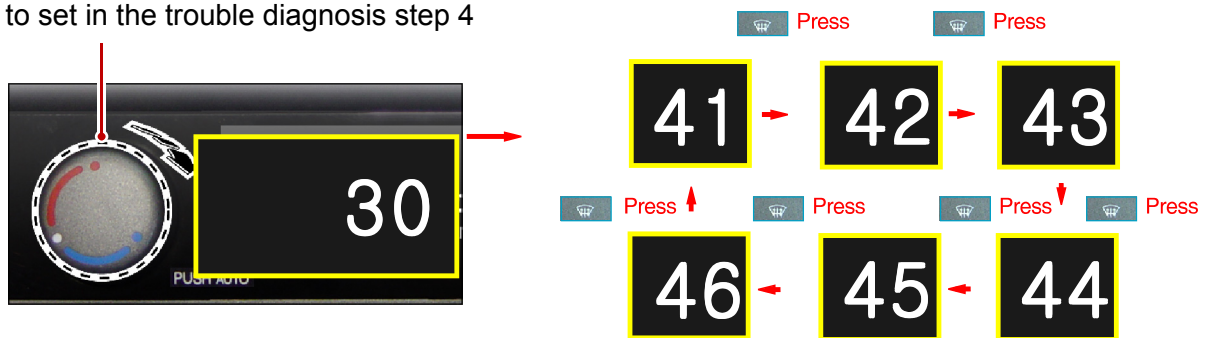 to set in the trouble diagnosis step 4
Press Press
30
PUSH AUTO
41 42 43
Press Press Press Press
46 45 44